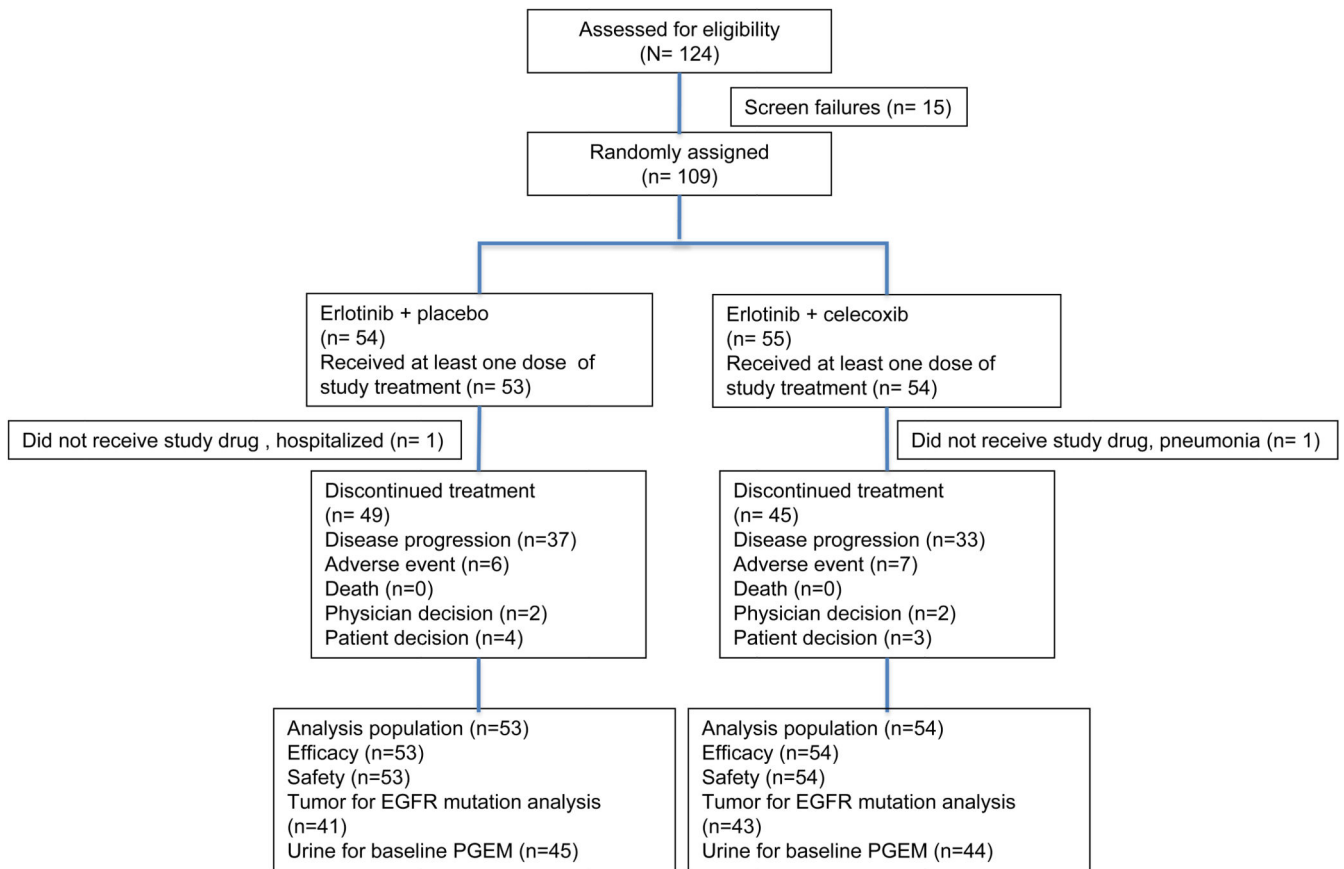 Assessed for eligibility
(N= 124)
Screen failures (n= 15)
Randomly assigned
(n= 109)
Erlotinib + placebo
(n= 54)
Received at least one dose of
study treatment (n= 53)
Erlotinib + celecoxib
(n= 55)
Received at least one dose of
study treatment (n= 54)
Did not receive study drug , hospitalized (n= 1)
Did not receive study drug, pneumonia (n= 1)
Discontinued treatment
(n= 49)
Disease progression (n=37)
Adverse event (n=6)
Death (n=0)
Physician decision (n=2)
Patient decision (n=4)
Discontinued treatment
(n= 45)
Disease progression (n=33)
Adverse event (n=7)
Death (n=0)
Physician decision (n=2)
Patient decision (n=3)
Analysis population (n=53)
Efficacy (n=53)
Safety (n=53)
Tumor for EGFR mutation analysis
(n=41)
Urine for baseline PGEM (n=45)
Analysis population (n=54)
Efficacy (n=54)
Safety (n=54)
Tumor for EGFR mutation analysis
(n=43)
Urine for baseline PGEM (n=44)